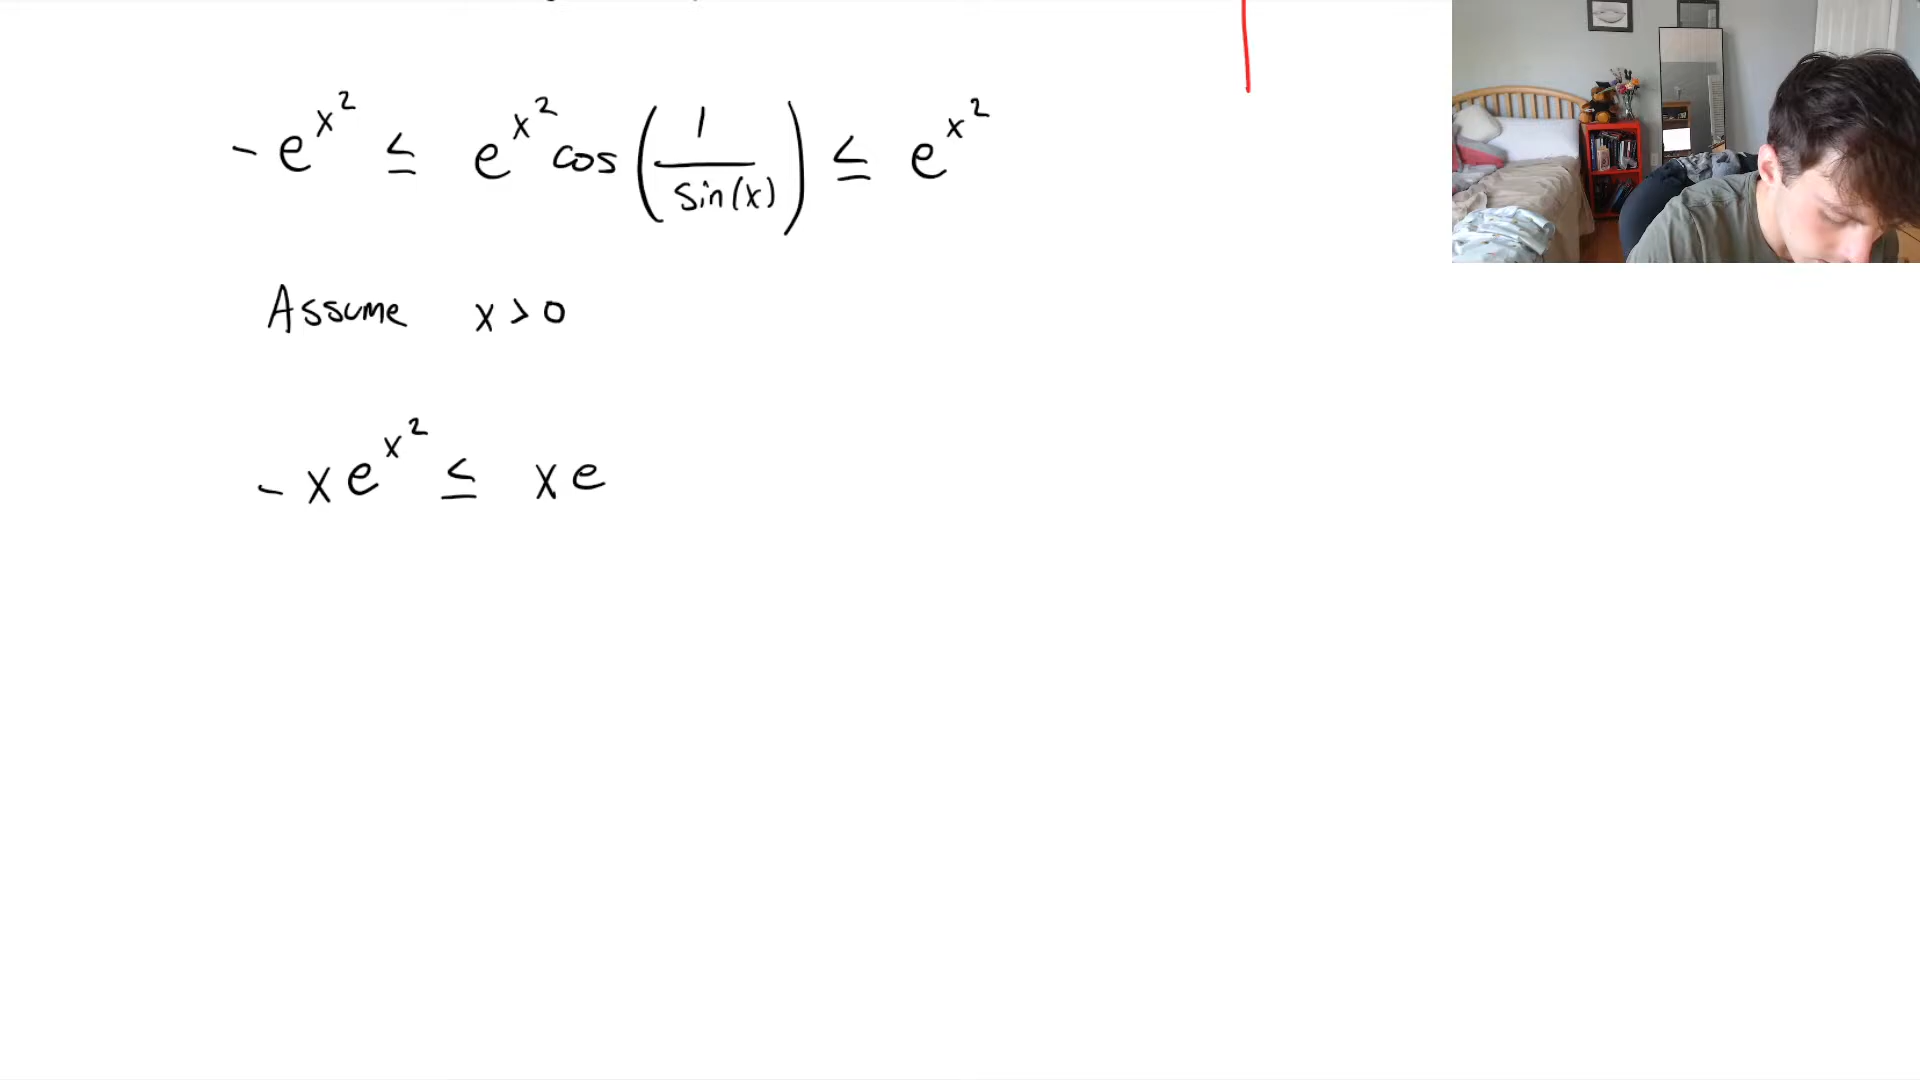 -e^{x^2} ≤ e^{x^2} cos(1/sin(x)) ≤ e^{x^2}
Assume x > 0
-xe^{x^2} ≤ xe